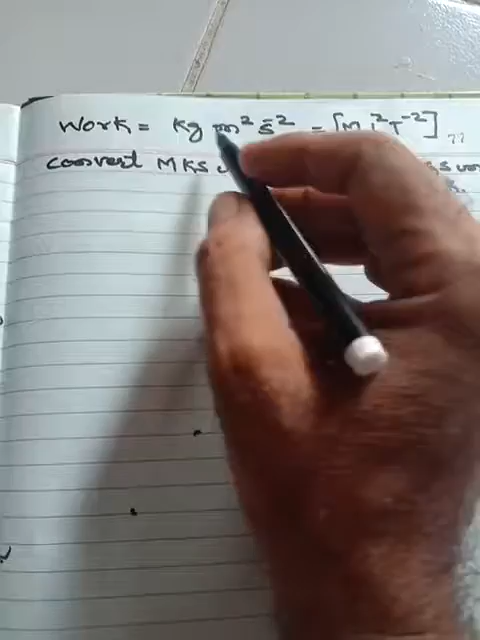 Work = kg m² s⁻² = [M L² T⁻²] ??
convert MKS